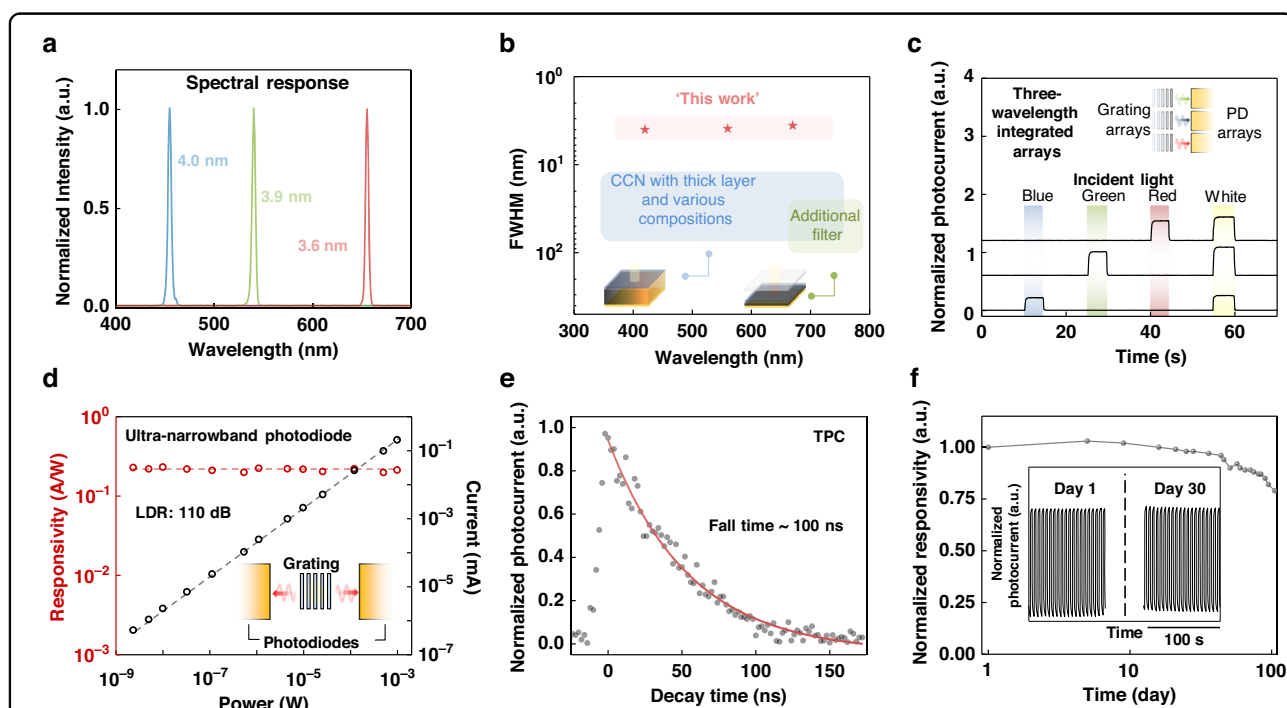 a
Spectral response
Normalized Intensity (a.u.)
1.0
0.5
0.0
4.0 nm
3.9 nm
3.6 nm
400
500
600
700
Wavelength (nm)
b
FWHM (nm)
10⁰
10¹
10²
'This work'
CCN with thick layer
and various
compositions
Additional
filter
300
400
500
600
700
800
Wavelength (nm)
c
Normalized photocurrent (a.u.)
4
3
2
1
0
Three-
wavelength
integrated
arrays
Grating
arrays
PD
arrays
Incident light
Blue
Green
Red
White
0
20
40
60
Time (s)
d
Responsivity (A/W)
10⁰
10⁻¹
10⁻²
10⁻³
Ultra-narrowband photodiode
LDR: 110 dB
Grating
Photodiodes
10⁻¹
10⁻³
10⁻⁵
10⁻⁷
Current (mA)
10⁻⁹
10⁻⁷
10⁻⁵
10⁻³
Power (W)
e
Normalized photocurrent (a.u.)
1.0
0.8
0.6
0.4
0.2
0.0
TPC
Fall time ~ 100 ns
0
50
100
150
Decay time (ns)
f
Normalized responsivity (a.u.)
1.00
0.75
0.50
0.25
0.00
Normalized
photocurrent (a.u.)
Day 1
Day 30
Time
100 s
1
10
100
Time (day)